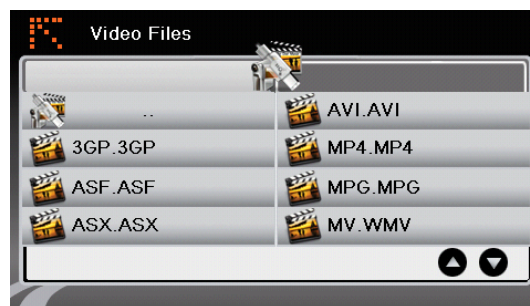 Video Files
..
3GP.3GP
ASF.ASF
ASX.ASX
AVI.AVI
MP4.MP4
MPG.MPG
MV.WMV